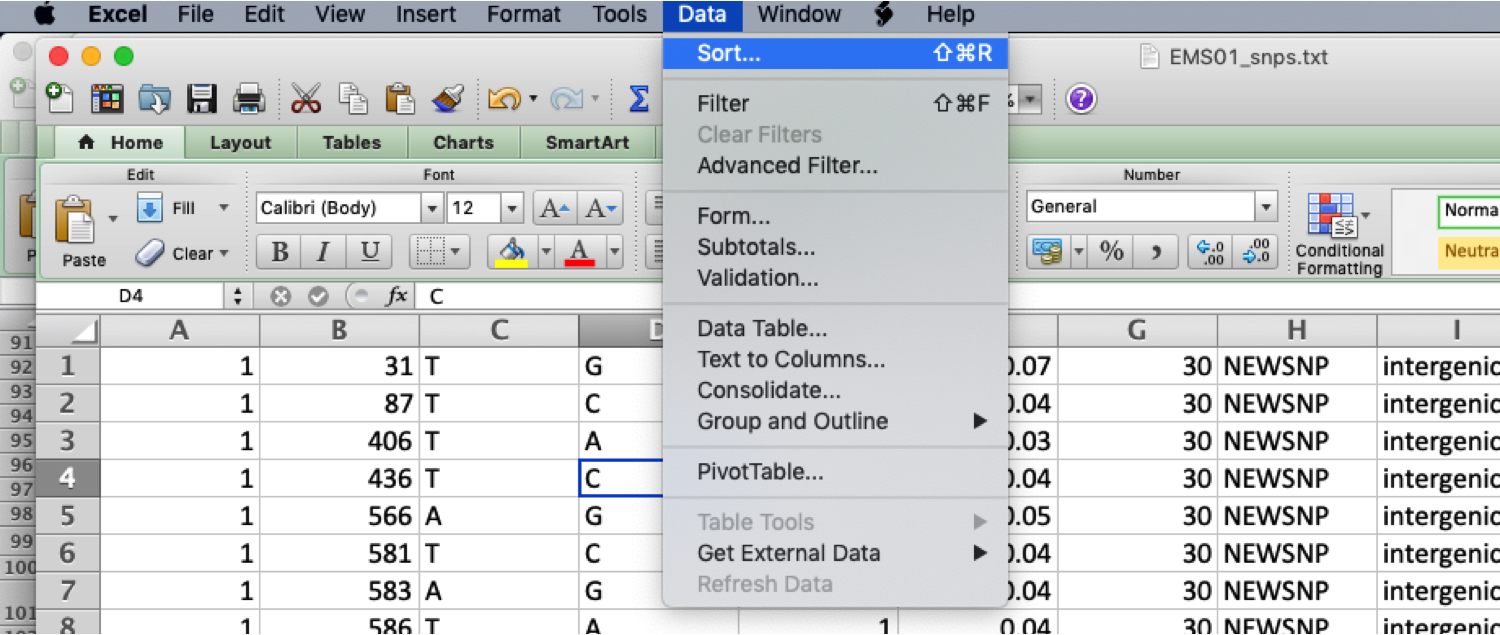 Excel File Edit View Insert Format Tools Data Window Help
EMS01_snps.txt
Sort... ⇧⌘R
Filter ⇧⌘F
Clear Filters
Advanced Filter...
Form...
Subtotals...
Validation...
Data Table...
Text to Columns...
Consolidate...
Group and Outline
PivotTable...
Table Tools
Get External Data
Refresh Data
Home Layout Tables Charts SmartArt
Edit Font Number
Paste Fill Clear
Calibri (Body) 12
B I U
General
%
Conditional
Formatting
Norma
Neutra
D4 fx C
A B C G H I
1 1 31 T G 0.07 30 NEWSNP intergenic
2 1 87 T C 0.04 30 NEWSNP intergenic
3 1 406 T A 0.03 30 NEWSNP intergenic
4 1 436 T C 0.04 30 NEWSNP intergenic
5 1 566 A G 0.05 30 NEWSNP intergenic
6 1 581 T C 0.04 30 NEWSNP intergenic
7 1 583 A G 0.04 30 NEWSNP intergenic
8 1 586 T A 1 0.04 30 NEWSNP intergenic
91
92
93
94
95
96
97
98
99
100
101